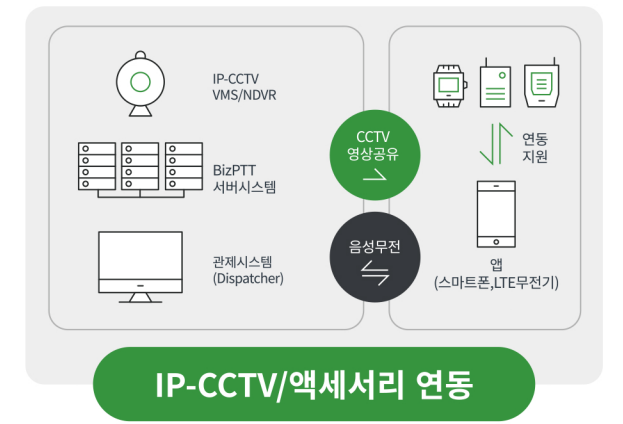 IP-CCTV
VMS/NDVR
BizPTT
서버시스템
관제시스템
(Dispatcher)
CCTV
영상공유
음성무전
연동
지원
앱
(스마트폰,LTE무전기)
IP-CCTV/액세서리 연동